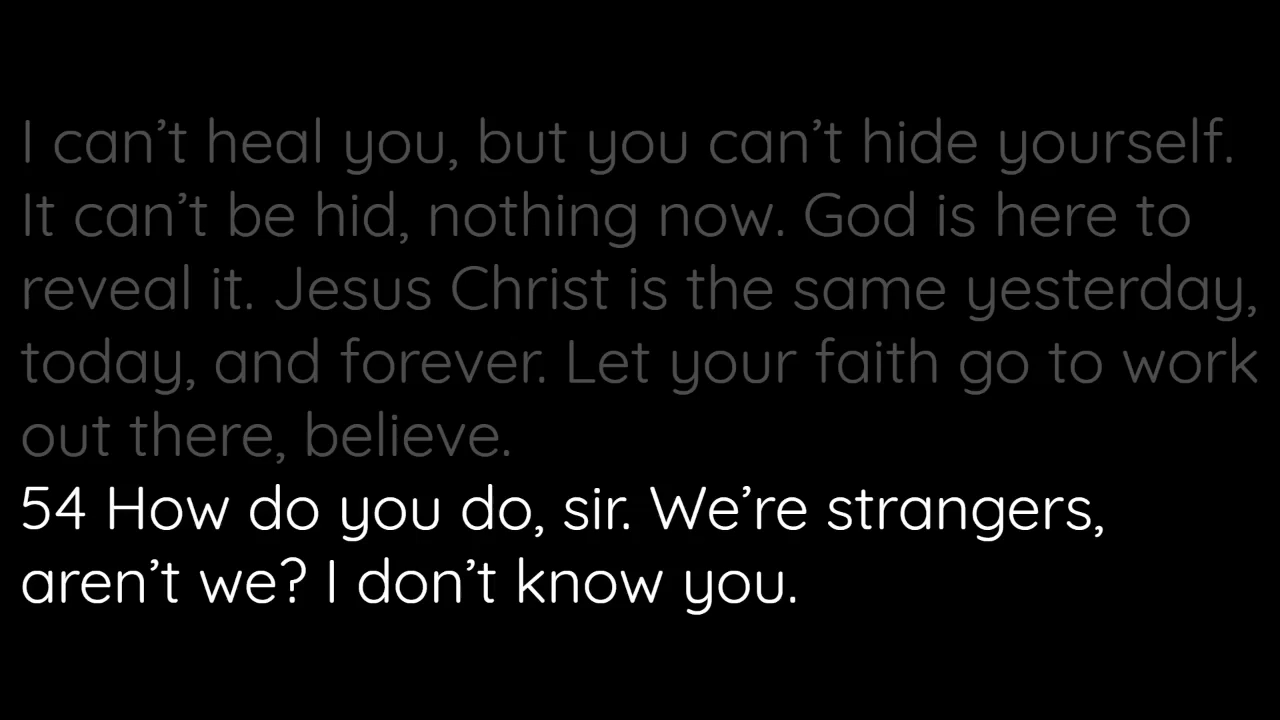 I can’t heal you, but you can’t hide yourself.
It can’t be hid, nothing now. God is here to
reveal it. Jesus Christ is the same yesterday,
today, and forever. Let your faith go to work
out there, believe.
54 How do you do, sir. We’re strangers,
aren’t we? I don’t know you.